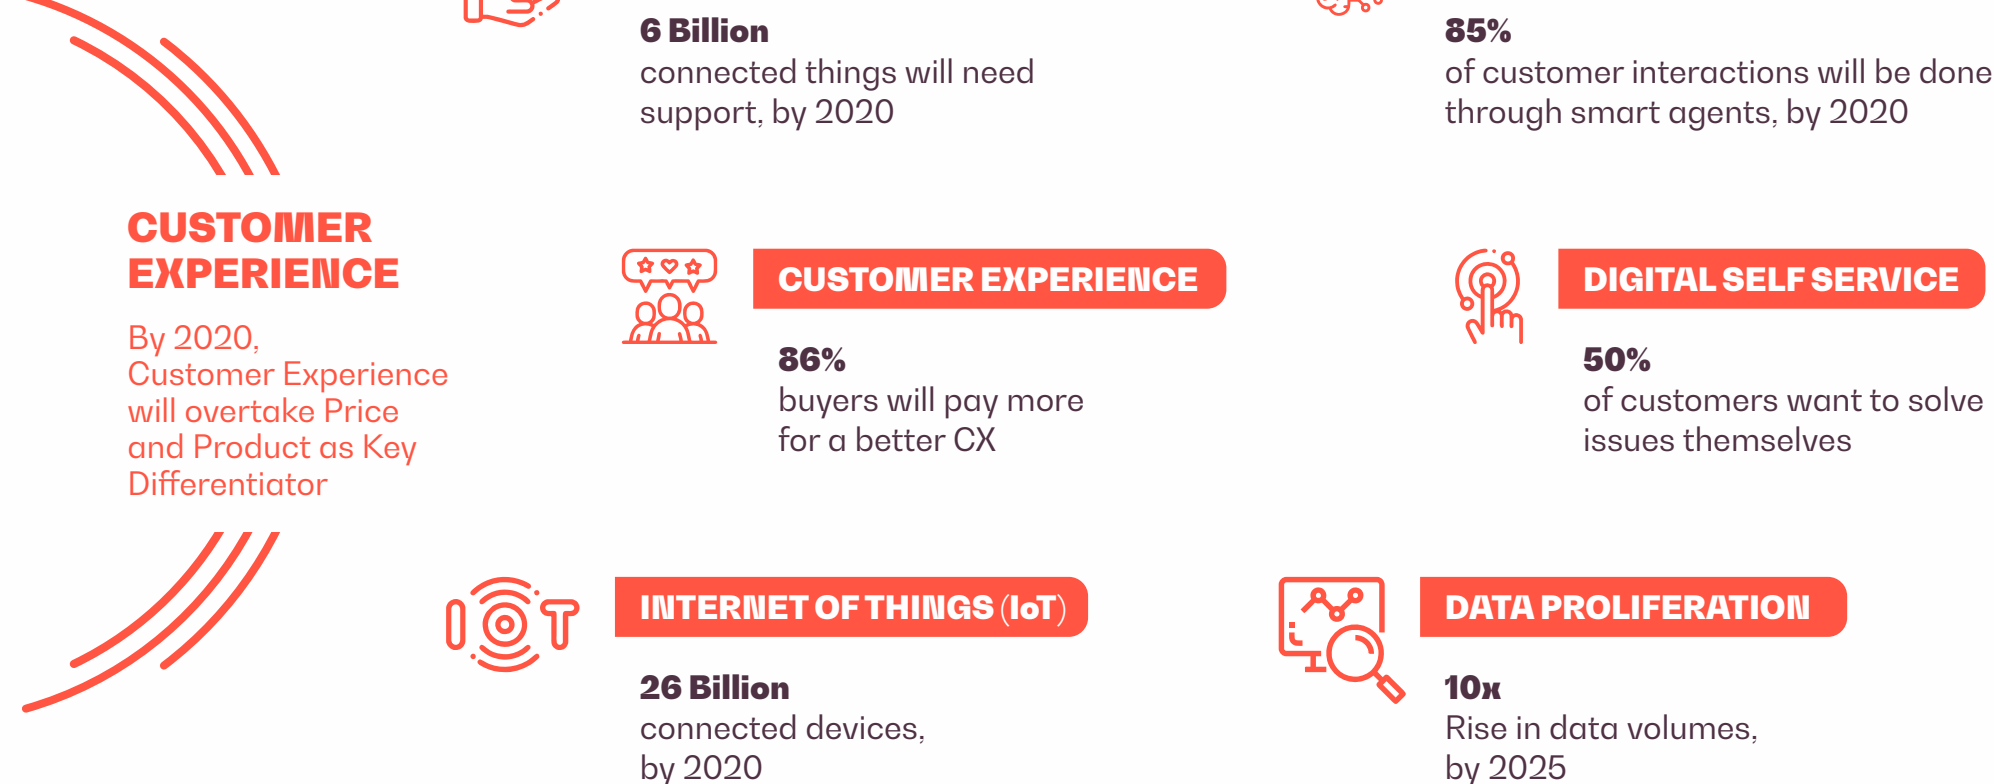 6 Billion
connected things will need
support, by 2020
85%
of customer interactions will be done
through smart agents, by 2020
CUSTOMER
EXPERIENCE
By 2020,
Customer Experience
will overtake Price
and Product as Key
Differentiator
CUSTOMER EXPERIENCE
86%
buyers will pay more
for a better CX
DIGITAL SELF SERVICE
50%
of customers want to solve
issues themselves
IOT
INTERNET OF THINGS (IoT)
26 Billion
connected devices,
by 2020
DATA PROLIFERATION
10x
Rise in data volumes,
by 2025